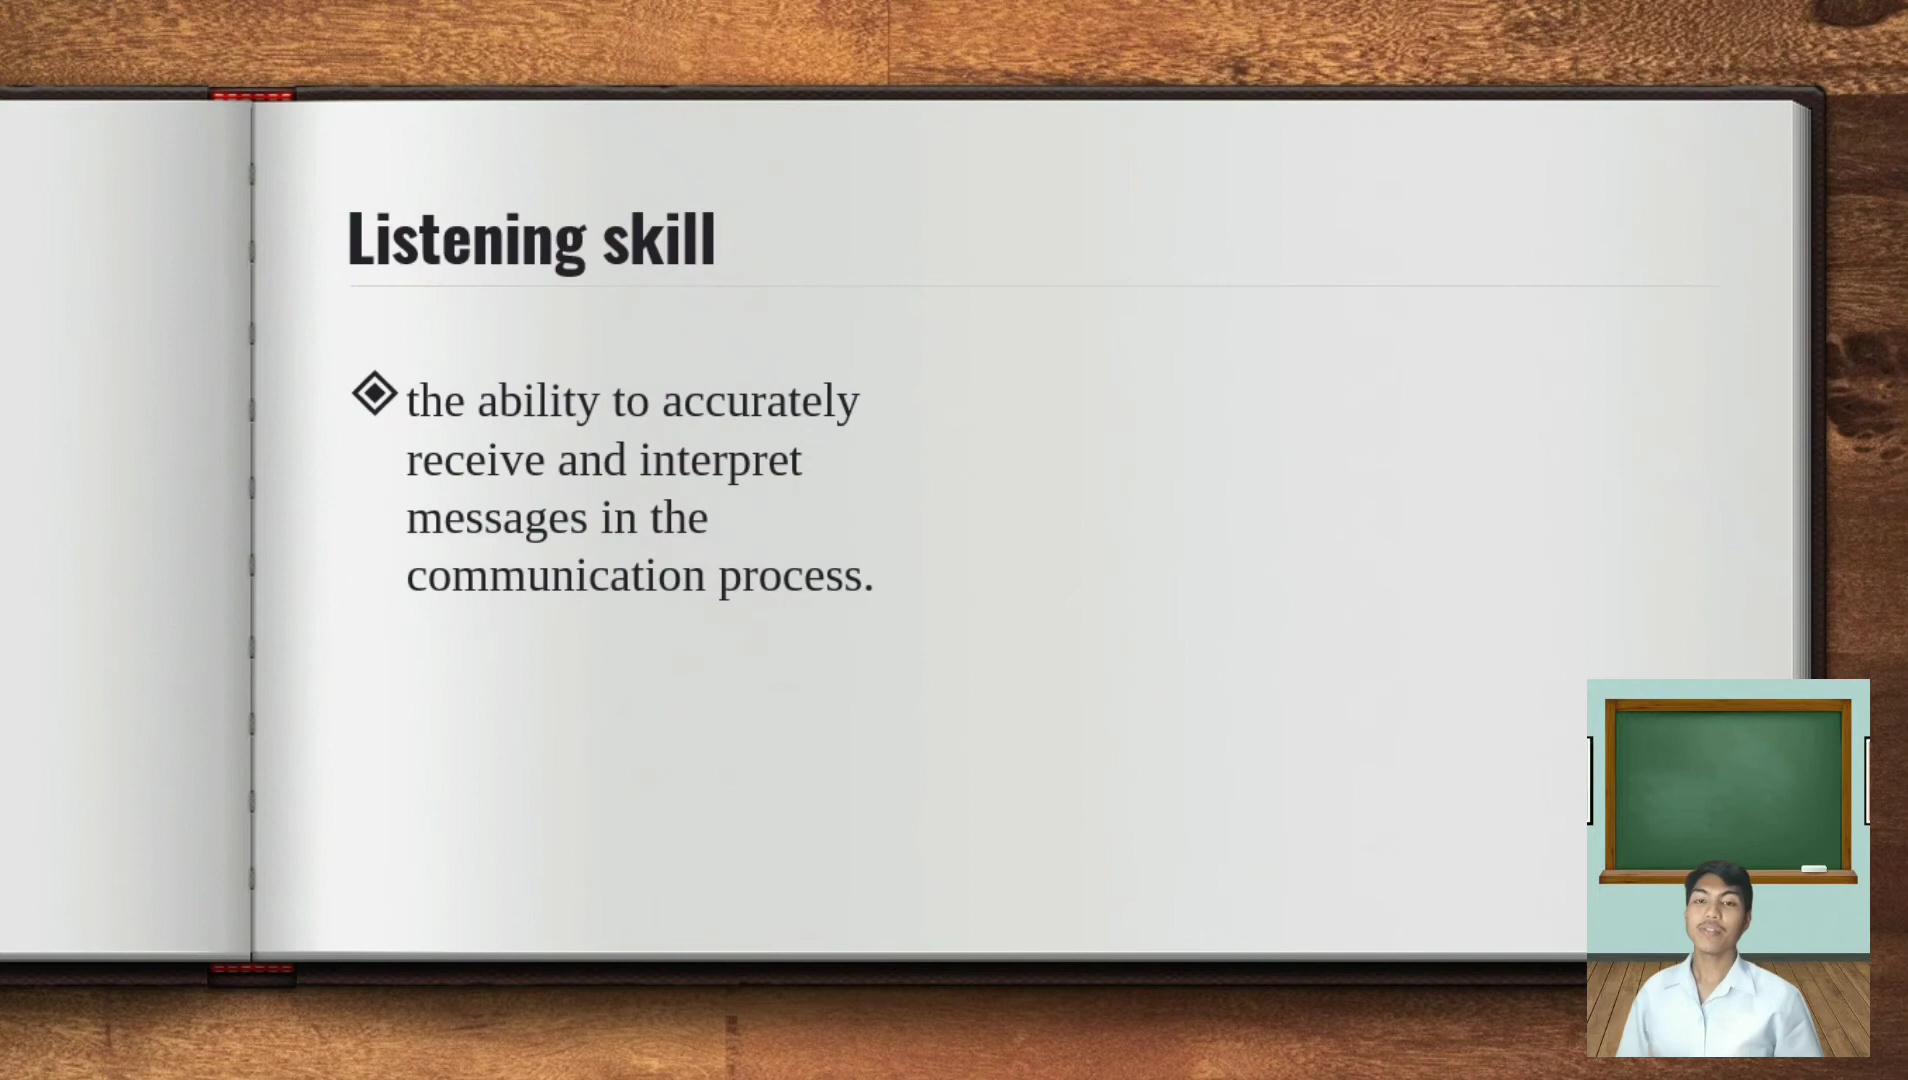 Listening skill
the ability to accurately
receive and interpret
messages in the
communication process.